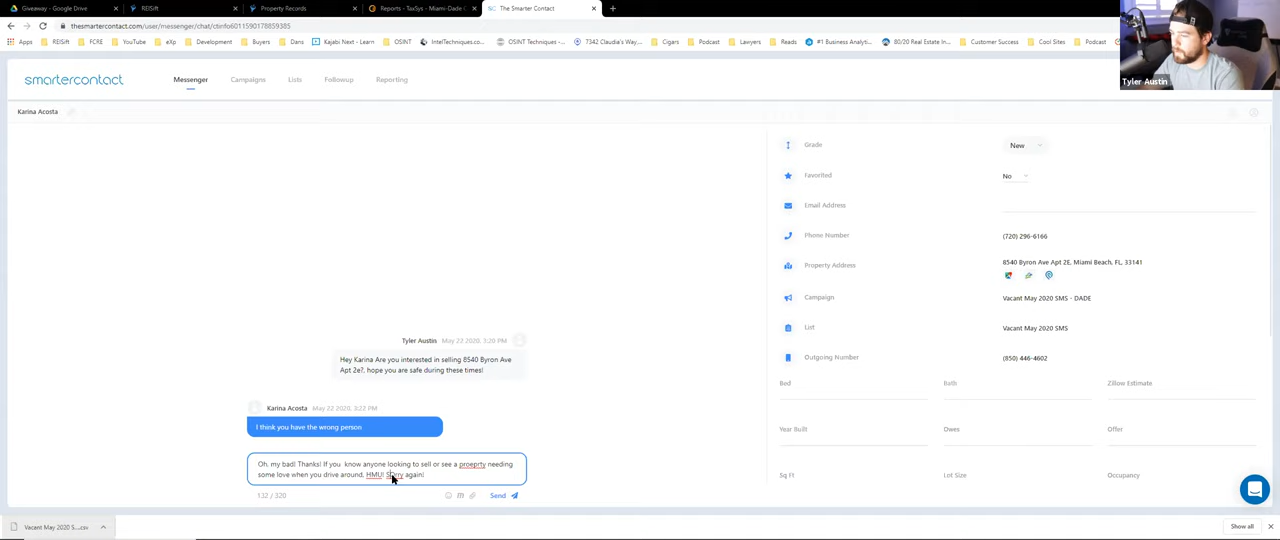 Giveaway - Google Drive
REISift
Property Records
Reports - TaxSys - Miami-Dade
The Smarter Contact
thesmartercontact.com/user/messenger/chat/ctinfo6011590178859385
Apps
REISift
FCRE
YouTube
eXp
Development
Buyers
Dans
Kajabi Next - Learn
OSINT
IntelTechniques.co...
OSINT Techniques -...
7342 Claudia's Way...
Cigars
Podcast
Lawyers
Reads
#1 Business Analyti...
80/20 Real Estate In...
Customer Success
Cool Sites
Podcast
Tyler Austin
smartercontact
Messenger
Campaigns
Lists
Followup
Reporting
Karina Acosta
Grade
New
Favorited
No
Email Address
Phone Number
(720) 296-6166
Property Address
8540 Byron Ave Apt 2E, Miami Beach, FL, 33141
Campaign
Vacant May 2020 SMS - DADE
List
Vacant May 2020 SMS
Outgoing Number
(850) 446-4602
Bed
Bath
Zillow Estimate
Year Built
Owes
Offer
Sq Ft
Lot Size
Occupancy
Tyler Austin May 22 2020, 3:20 PM
Hey Karina Are you interested in selling 8540 Byron Ave
Apt 2e?, hope you are safe during these times!
Karina Acosta May 22 2020, 3:22 PM
I think you have the wrong person
Oh, my bad! Thanks! If you know anyone looking to sell or see a proeprty needing
some love when you drive around, HMU! SOrry again!
132 / 320
Send
Vacant May 2020 S....csv
Show all